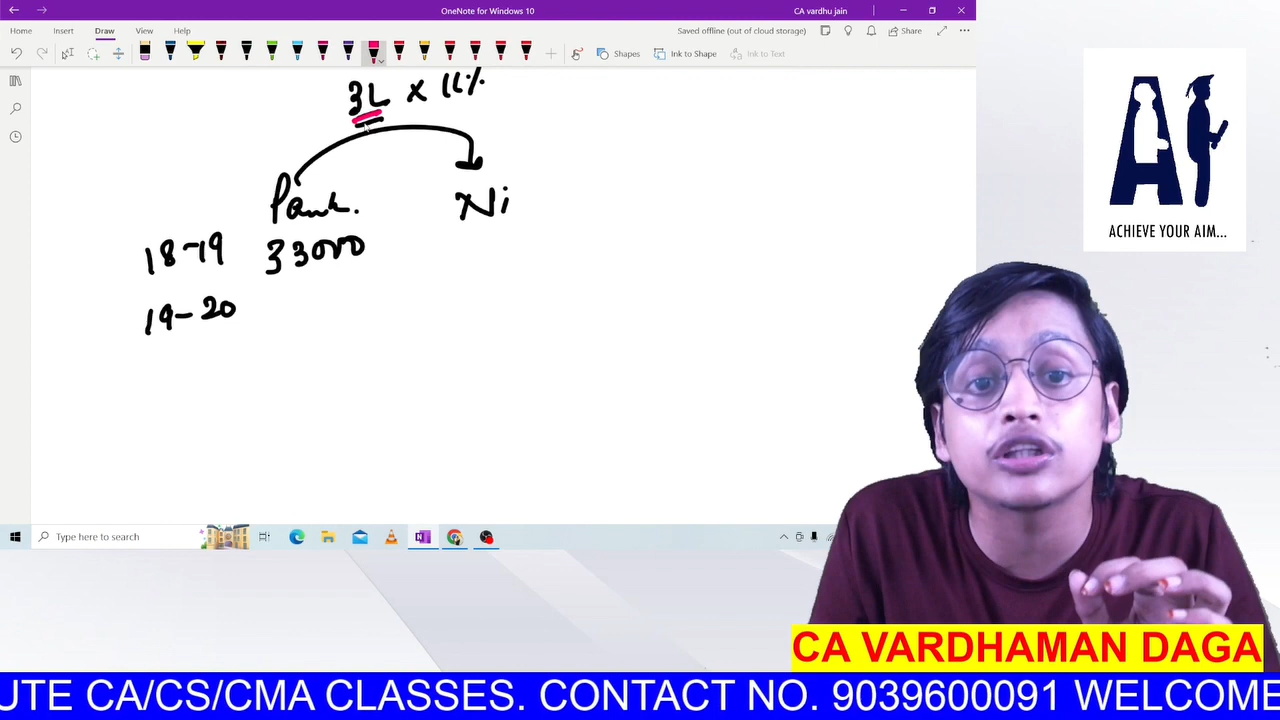 OneNote for Windows 10
CA vardhu jain
Home Insert Draw View Help
Saved offline (out of cloud storage)
Share
Shapes
Ink to Shape
Ink to Text
3L x 11%
Pank. Ni
18-19 33000
19-20
AI
ACHIEVE YOUR AIM...
Type here to search
CA VARDHAMAN DAGA
UTE CA/CS/CMA CLASSES. CONTACT NO. 9039600091 WELCOME